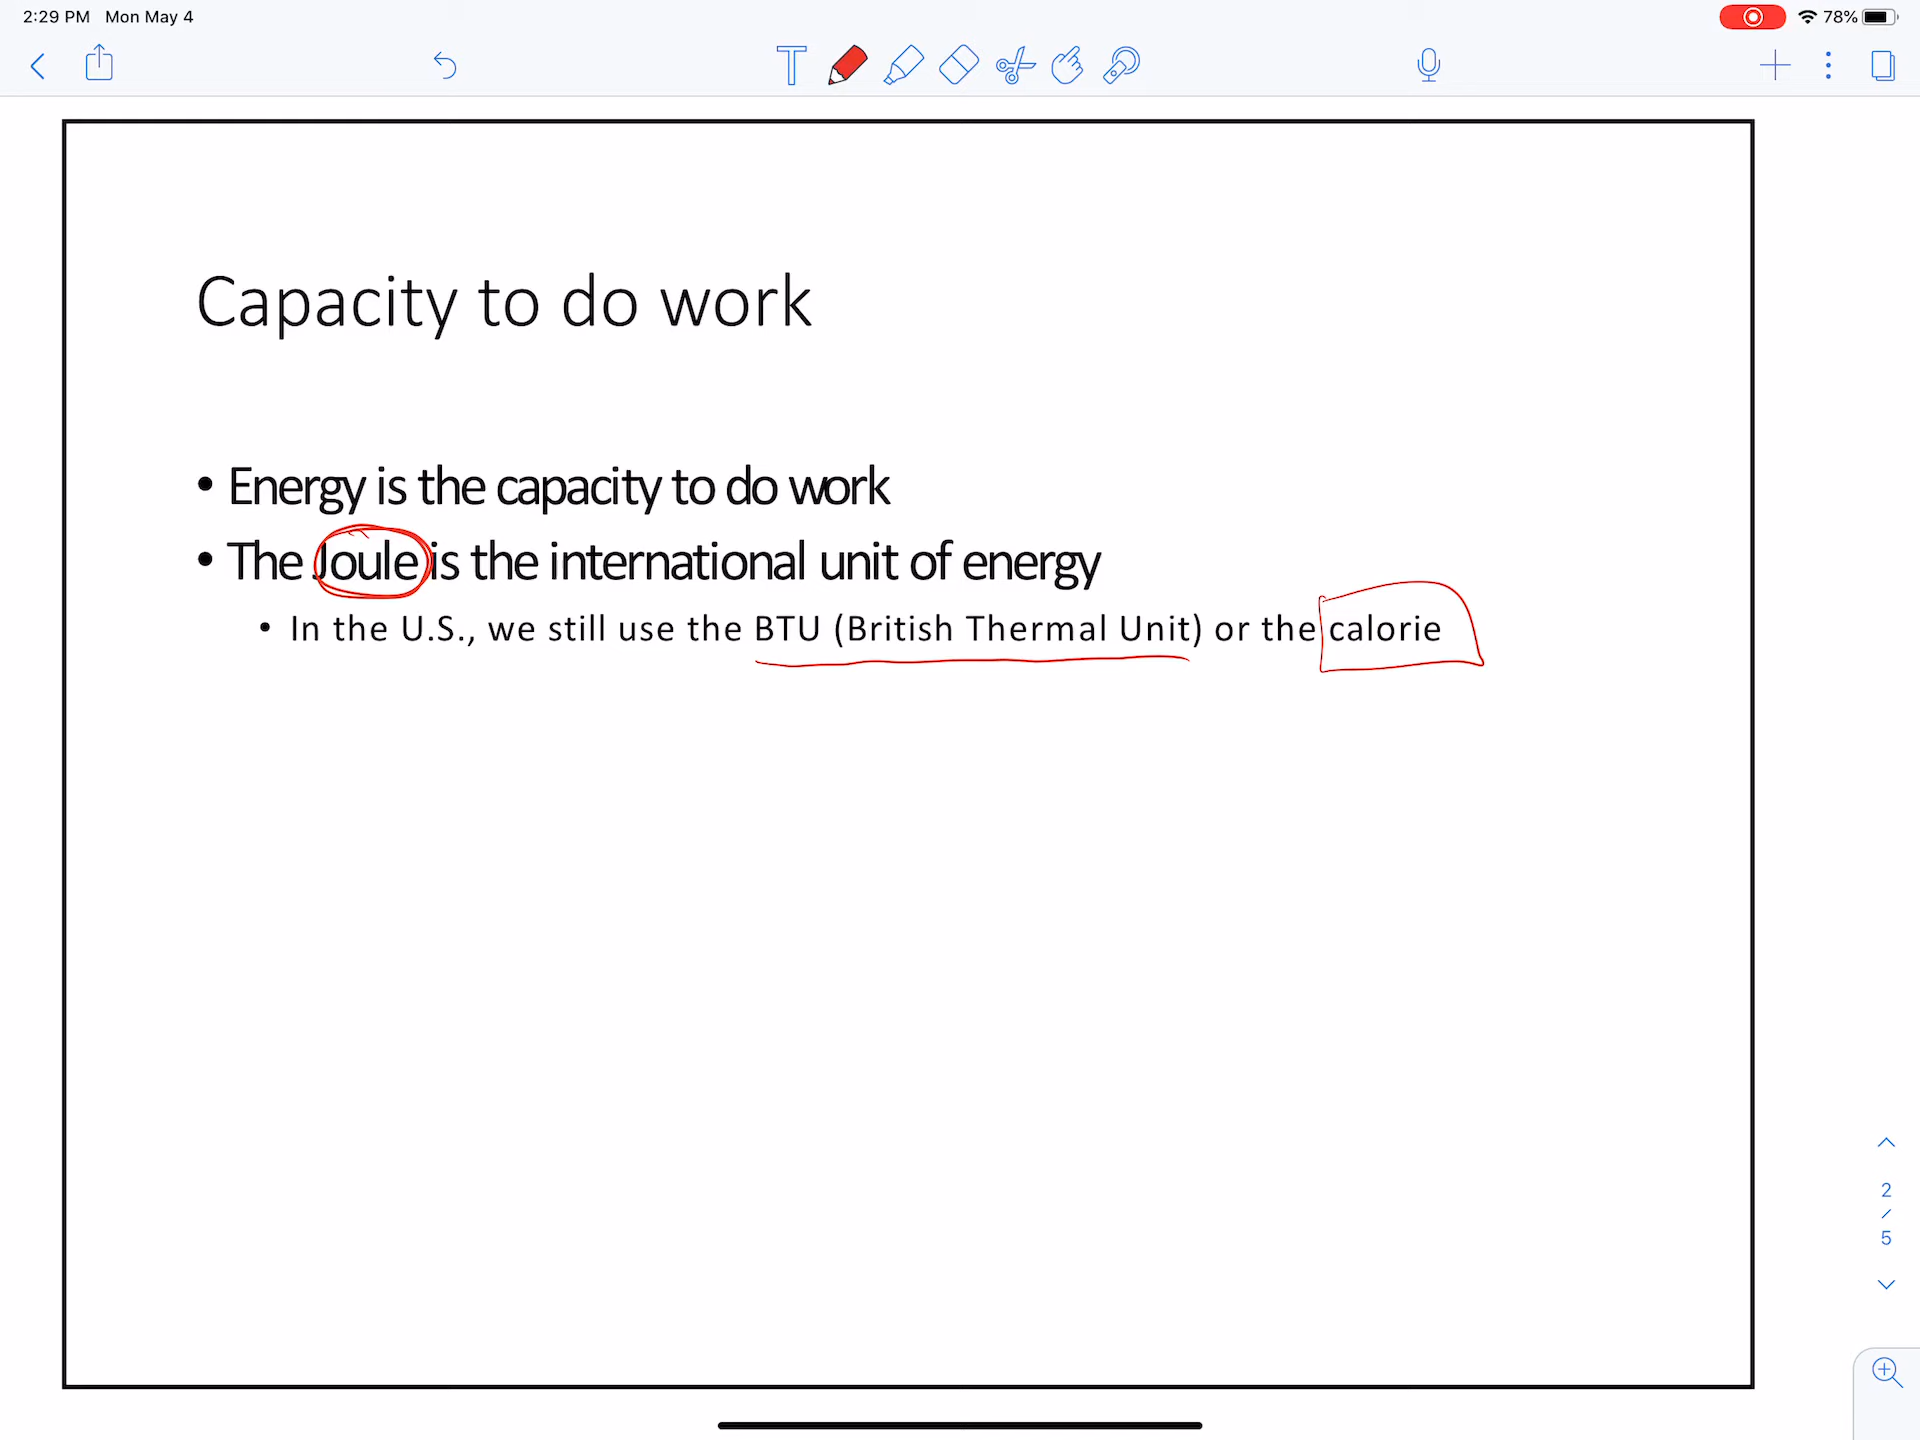 2:29 PM Mon May 4
78%
Capacity to do work
• Energy is the capacity to do work
• The Joule is the international unit of energy
• In the U.S., we still use the BTU (British Thermal Unit) or the calorie
2
/
5